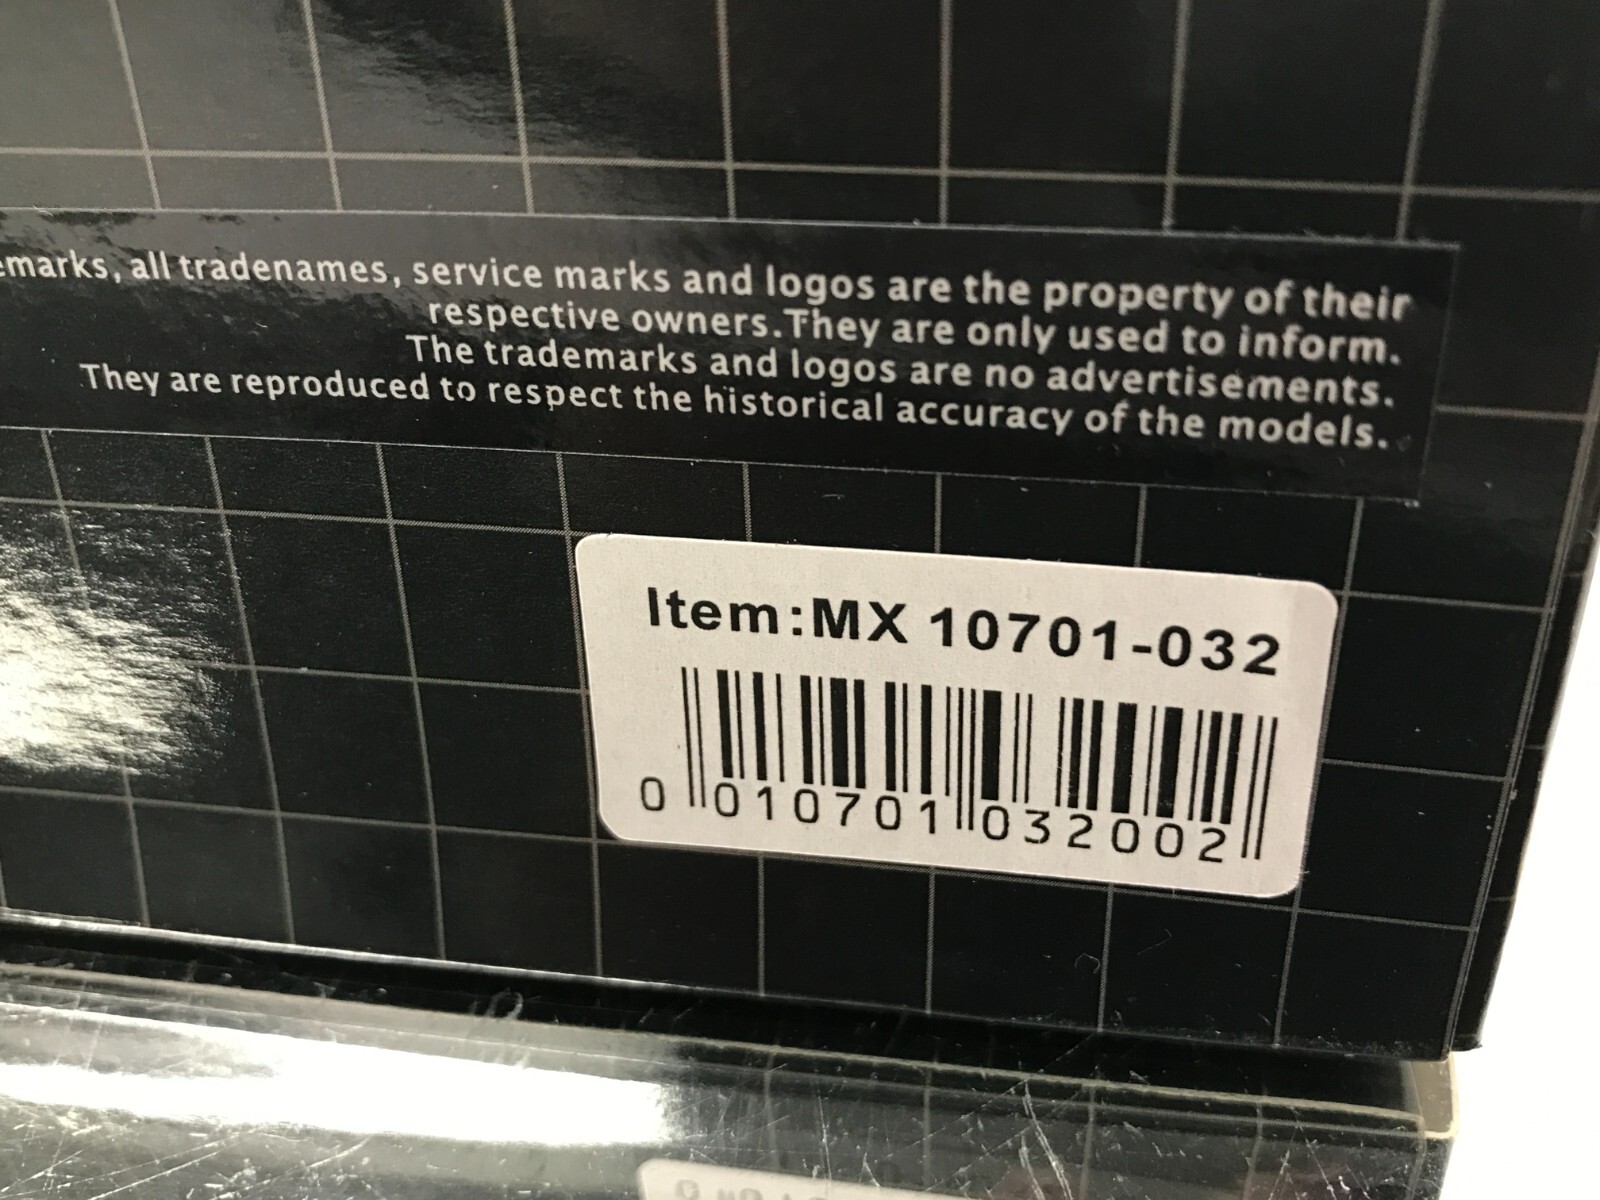 emarks, all tradenames, service marks and logos are the property of their
respective owners.They are only used to inform.
The trademarks and logos are no advertisements.
They are reproduced to respect the historical accuracy of the models.
Item:MX 10701-032
0 010701 032002